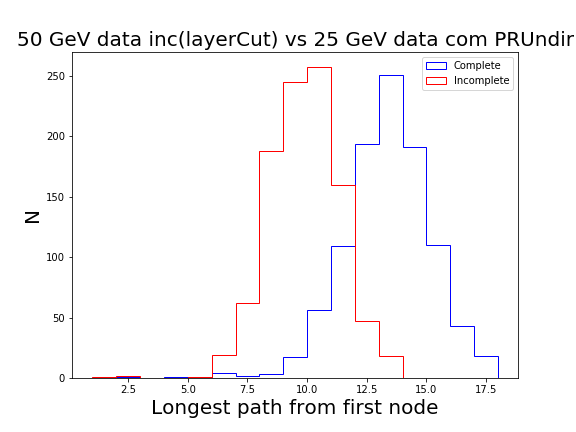 50 GeV data inc(layerCut) vs 25 GeV data com PRUndir
Complete
Incomplete
250
200
150
100
50
0
N
2.5 5.0 7.5 10.0 12.5 15.0 17.5
Longest path from first node